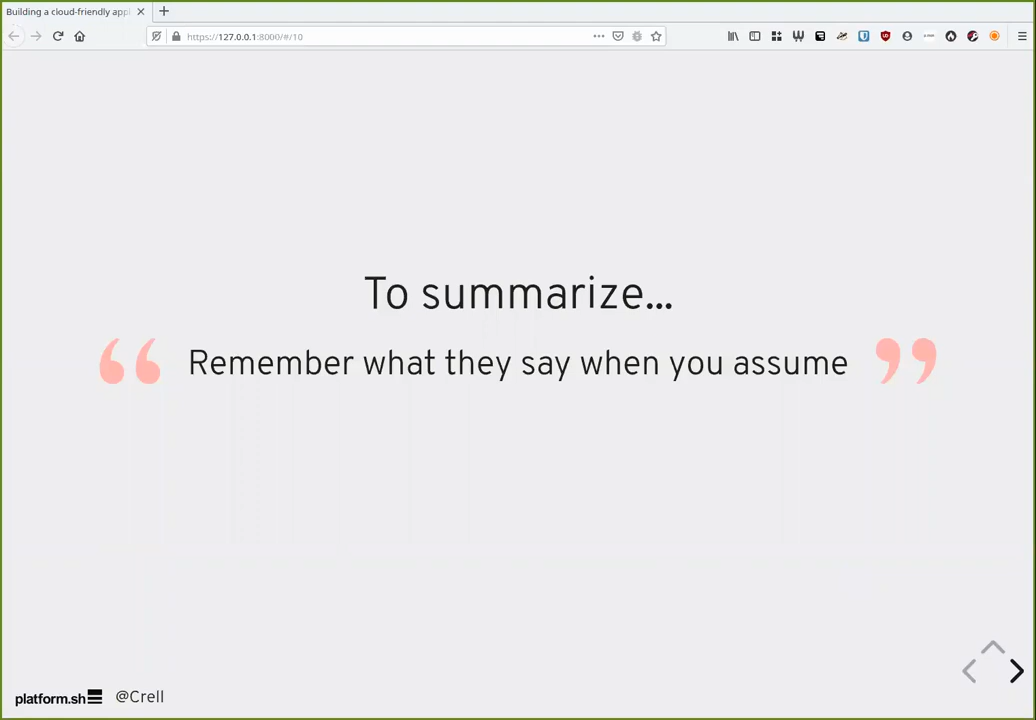 Building a cloud-friendly appl
https://127.0.0.1:8000/#/10
To summarize...
“ Remember what they say when you assume ”
platform.sh @Crell